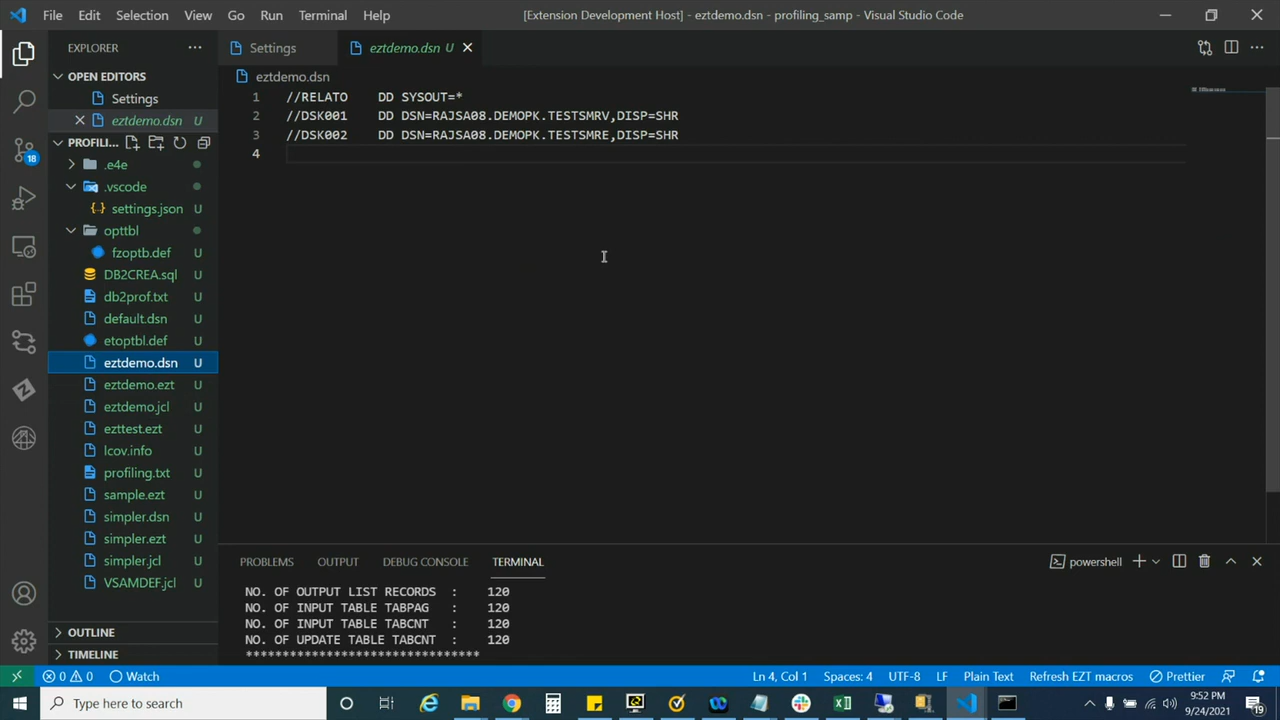 File Edit Selection View Go Run Terminal Help [Extension Development Host] - eztdemo.dsn - profiling_samp - Visual Studio Code
EXPLORER
OPEN EDITORS
Settings
eztdemo.dsn U
PROFILI...
.e4e
.vscode
settings.json U
opttbl
fzoptb.def U
DB2CREA.sql U
db2prof.txt U
default.dsn U
etoptbl.def U
eztdemo.dsn U
eztdemo.ezt U
eztdemo.jcl U
ezttest.ezt U
lcov.info U
profiling.txt U
sample.ezt U
simpler.dsn U
simpler.ezt U
simpler.jcl U
VSAMDEF.jcl U
OUTLINE
TIMELINE
18
Settings eztdemo.dsn U
eztdemo.dsn
1 //RELATO DD SYSOUT=*
2 //DSK001 DD DSN=RAJSA08.DEMOPK.TESTSMRV,DISP=SHR
3 //DSK002 DD DSN=RAJSA08.DEMOPK.TESTSMRE,DISP=SHR
4
PROBLEMS OUTPUT DEBUG CONSOLE TERMINAL powershell
NO. OF OUTPUT LIST RECORDS : 120
NO. OF INPUT TABLE TABPAG : 120
NO. OF INPUT TABLE TABCNT : 120
NO. OF UPDATE TABLE TABCNT : 120
*******************************
0 0 Watch Ln 4, Col 1 Spaces: 4 UTF-8 LF Plain Text Refresh EZT macros Prettier
Type here to search
9:52 PM
9/24/2021
19